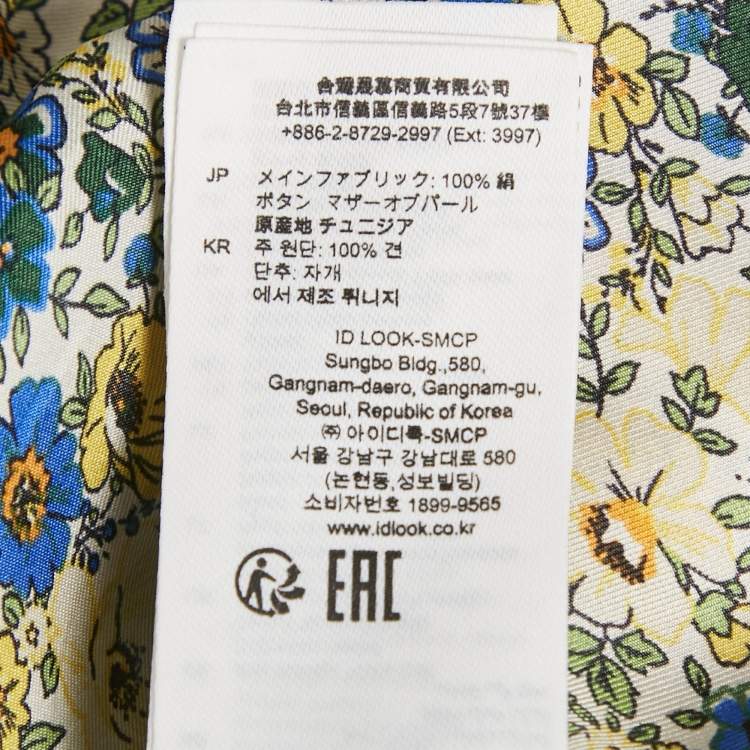 商貿有限公司
台北市信義區信義路5段7號37樓
+886-2-8729-2997 (Ext: 3997)
JP メインファブリック: 100% 絹
ボタン マザーオブパール
原産地 チュニジア
KR 주 원단: 100% 견
단추: 자개
에서 제조 튀니지
ID LOOK-SMCP
Sungbo Bldg.,580,
Gangnam-daero, Gangnam-gu,
Seoul, Republic of Korea
㈜ 아이디룩-SMCP
서울 강남구 강남대로 580
(논현동,성보빌딩)
소비자번호 1899-9565
www.idlook.co.kr
EAC